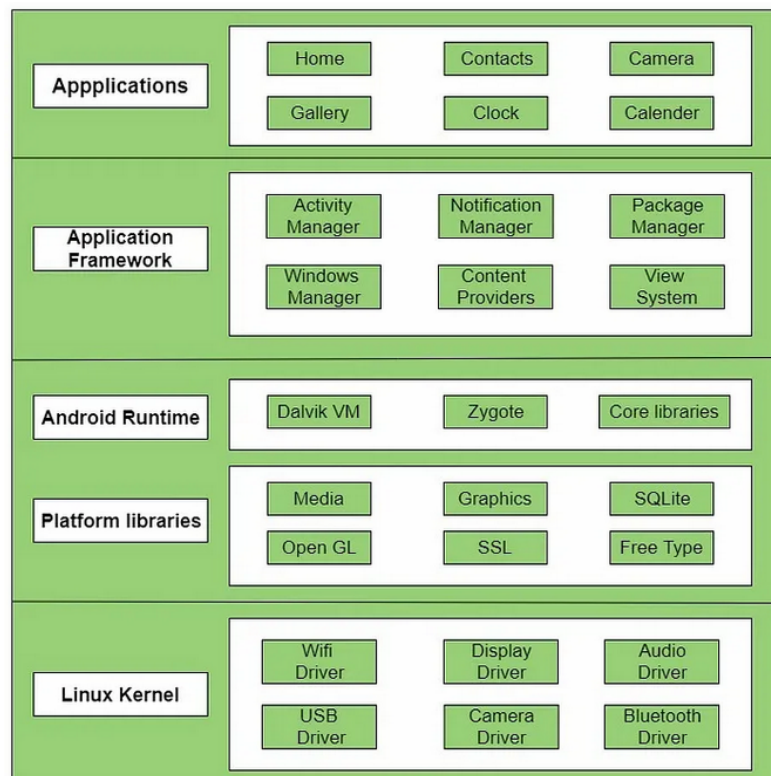 Appplications
Home
Contacts
Camera
Gallery
Clock
Calender
Application
Framework
Activity
Manager
Notification
Manager
Package
Manager
Windows
Manager
Content
Providers
View
System
Android Runtime
Dalvik VM
Zygote
Core libraries
Platform libraries
Media
Graphics
SQLite
Open GL
SSL
Free Type
Linux Kernel
Wifi
Driver
Display
Driver
Audio
Driver
USB
Driver
Camera
Driver
Bluetooth
Driver